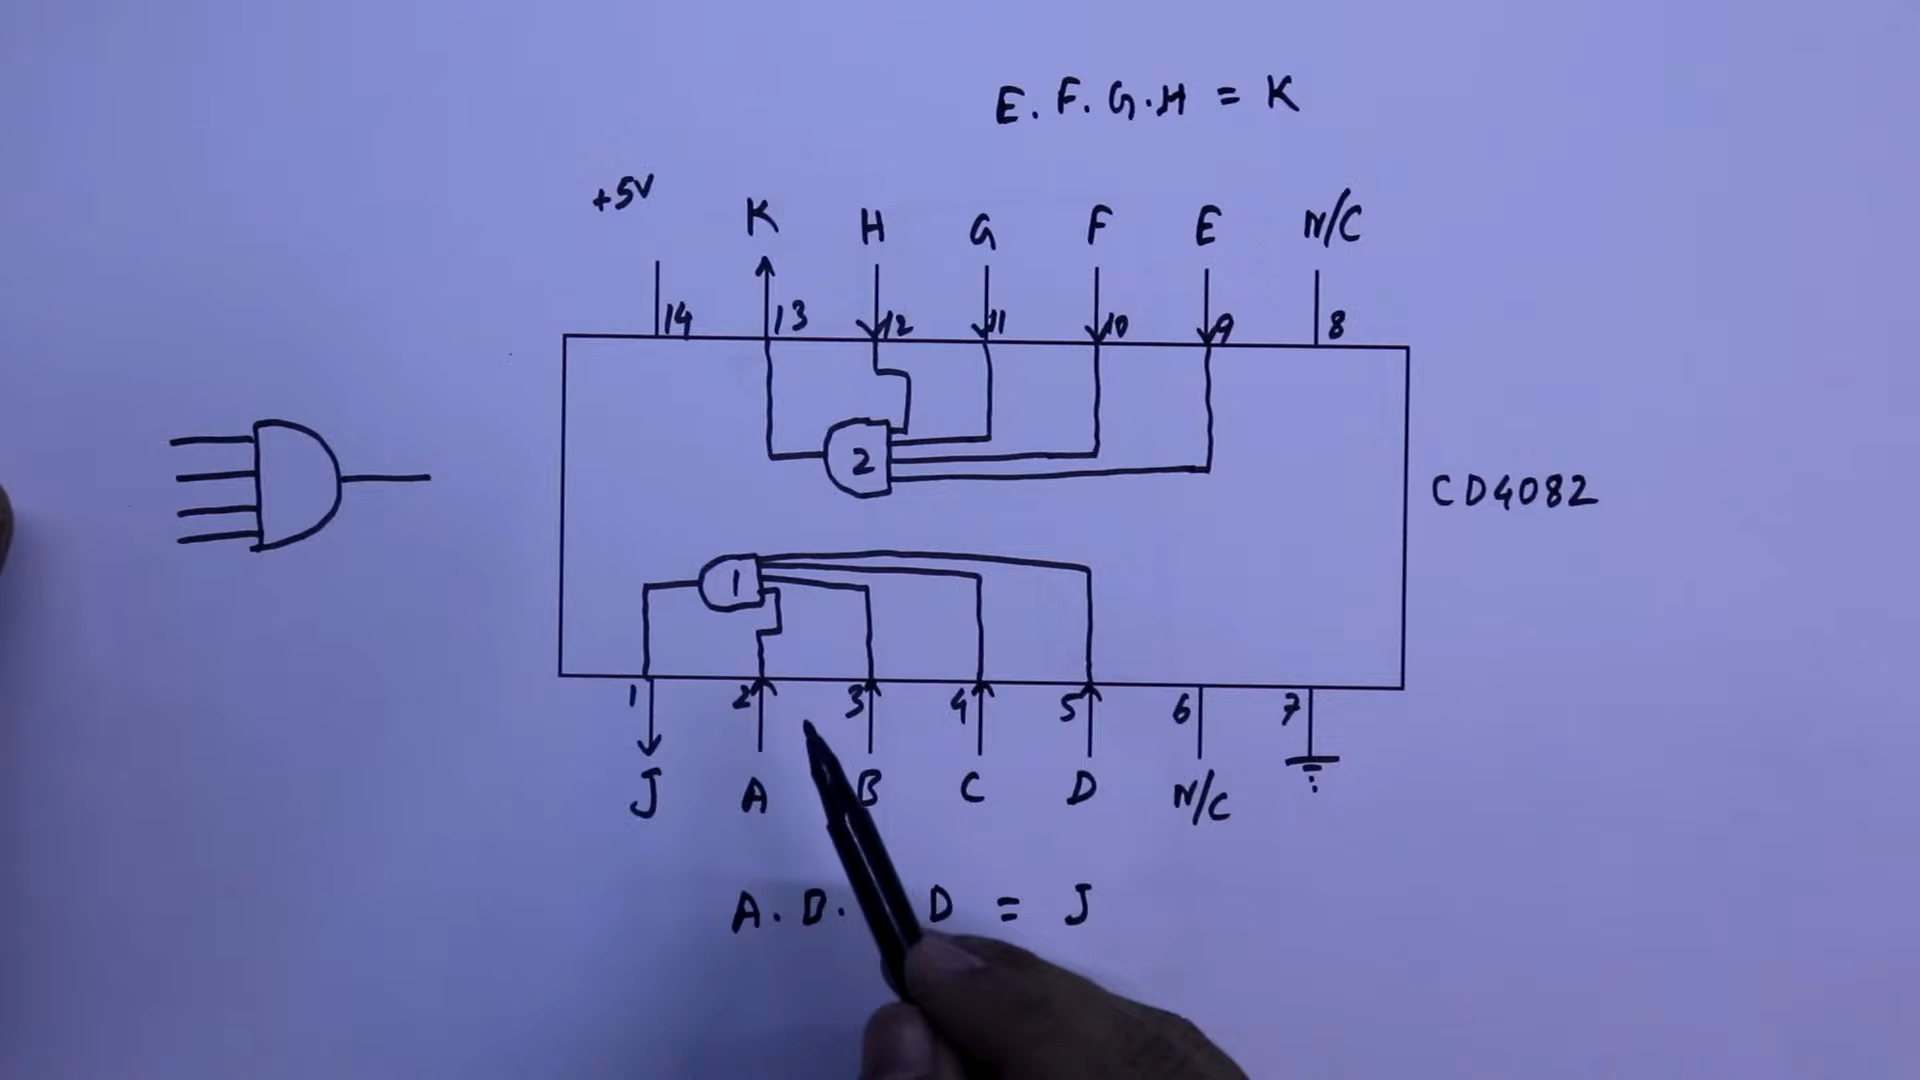 E.F.G.H = K
+5V K H G F E N/C
14 13 12 11 10 9 8
2
CD4082
1
1 2 3 4 5 6 7
J A B C D N/C
A.B. D = J